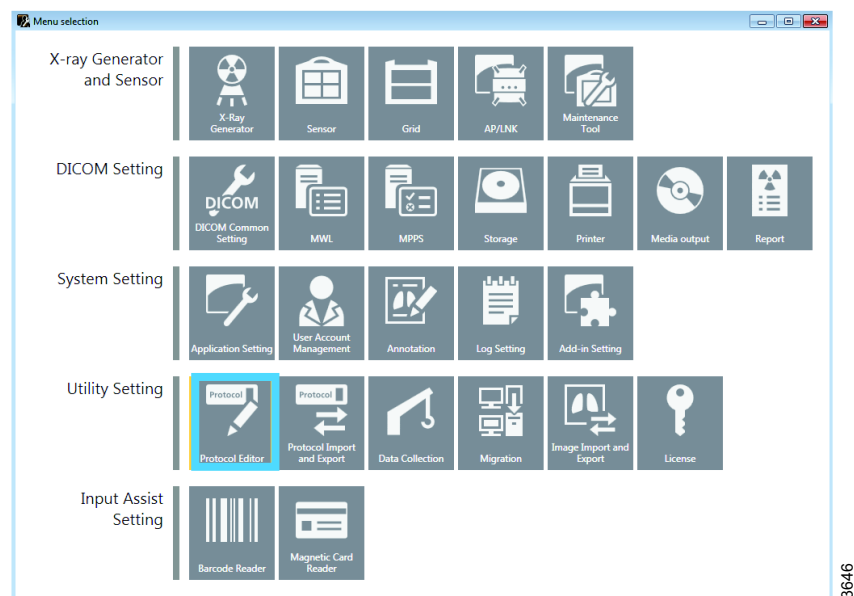 Menu selection
X-ray Generator
and Sensor
X-Ray
Generator
Sensor
Grid
AP/LNK
Maintenance
Tool
DICOM Setting
DICOM
DICOM Common
Setting
MWL
MPPS
Storage
Printer
Media output
Report
System Setting
Application Setting
User Account
Management
Annotation
Log Setting
Add-in Setting
Utility Setting
Protocol
Protocol Editor
Protocol
Protocol Import
and Export
Data Collection
Migration
Image Import and
Export
License
Input Assist
Setting
Barcode Reader
Magnetic Card
Reader